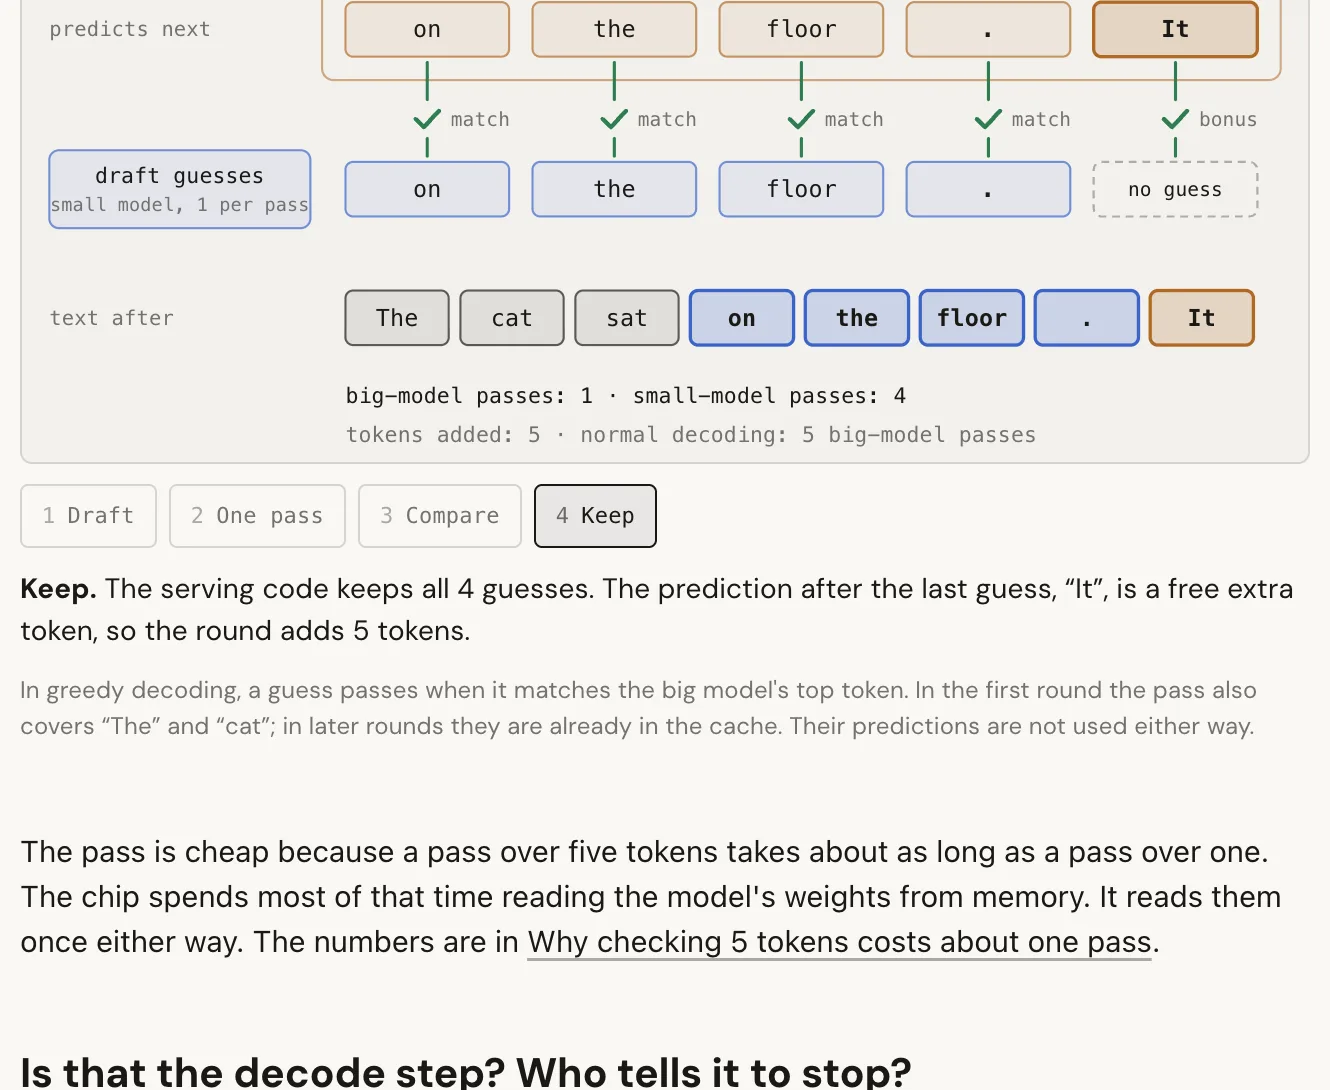 predicts next
on the floor . It
match match match match bonus
draft guesses
small model, 1 per pass
on the floor . no guess
text after
The cat sat on the floor . It
big-model passes: 1 · small-model passes: 4
tokens added: 5 · normal decoding: 5 big-model passes
1 Draft 2 One pass 3 Compare 4 Keep
Keep. The serving code keeps all 4 guesses. The prediction after the last guess, “It”, is a free extra
token, so the round adds 5 tokens.
In greedy decoding, a guess passes when it matches the big model's top token. In the first round the pass also
covers “The” and “cat”; in later rounds they are already in the cache. Their predictions are not used either way.
The pass is cheap because a pass over five tokens takes about as long as a pass over one.
The chip spends most of that time reading the model's weights from memory. It reads them
once either way. The numbers are in Why checking 5 tokens costs about one pass.
Is that the decode step? Who tells it to stop?